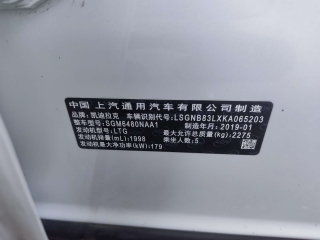 中国 上汽通用汽车有限公司制造
品牌:凯迪拉克 车辆识别代号:LSGNB83LXKA065203
整车型号:SGM6480NAA1 制造年月:2019-01
发动机型号:LTG 最大允许总质量(kg):2275
发动机排量(mL):1998 乘坐人数:5
发动机最大净功率(kW):179